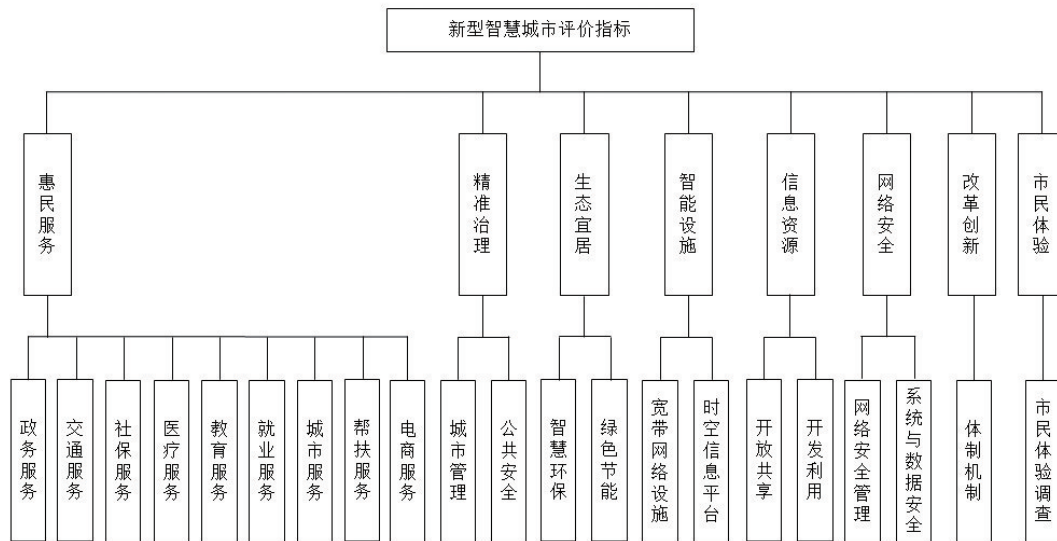 新型智慧城市评价指标
惠民服务
精准治理
生态宜居
智能设施
信息资源
网络安全
改革创新
市民体验
政务服务
交通服务
社保服务
医疗服务
教育服务
就业服务
城市服务
帮扶服务
电商服务
城市管理
公共安全
智慧环保
绿色节能
宽带网络设施
时空信息平台
开放共享
开发利用
网络安全管理
系统与数据安全
体制机制
市民体验调查